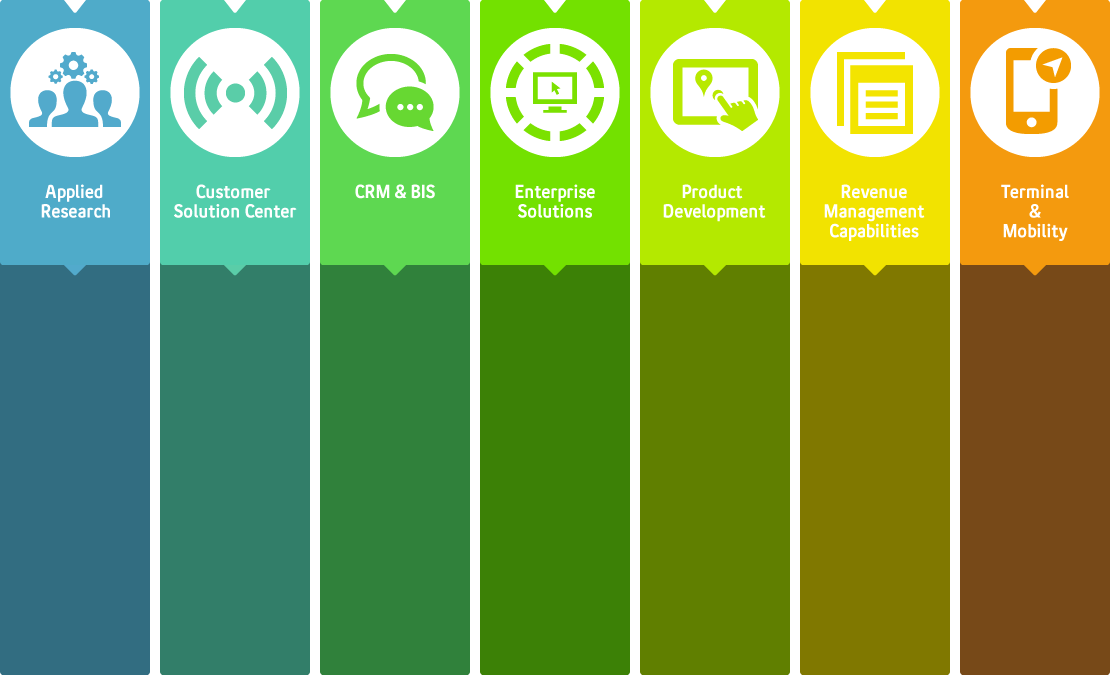 Applied
Research
Customer
Solution Center
CRM & BIS
Enterprise
Solutions
Product
Development
Revenue
Management
Capabilities
Terminal
&
Mobility